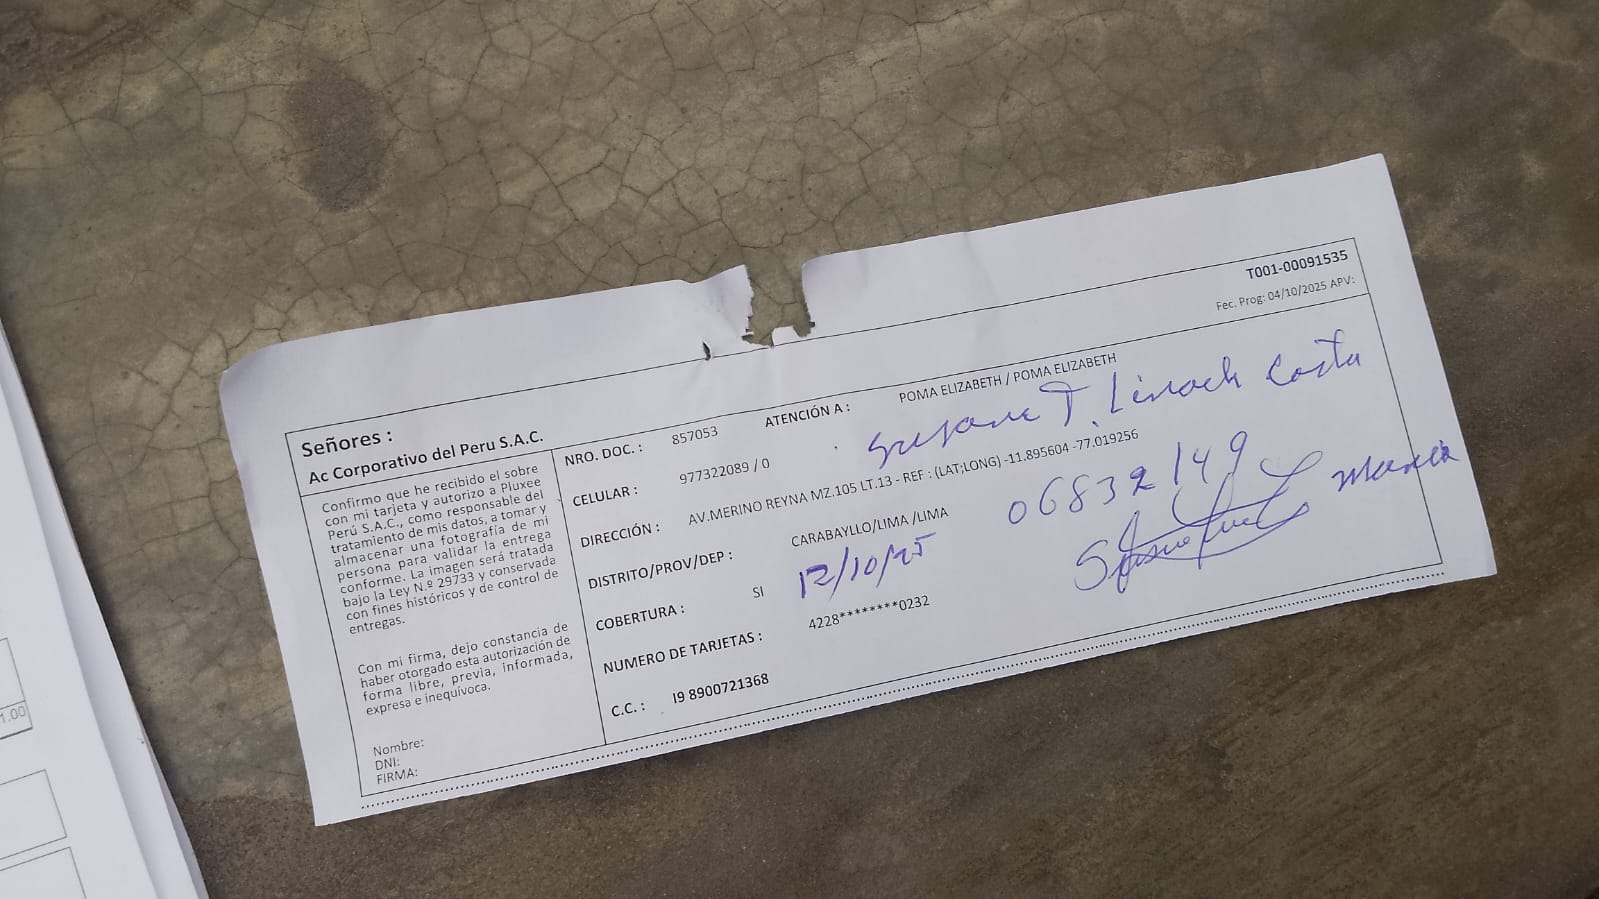 T001-00091535
Fec. Prog: 04/10/2025 APV:
Señores :
Ac Corporativo del Peru S.A.C.
Confirmo que he recibido el sobre
con mi tarjeta y autorizo a Pluxee
Perú S.A.C., como responsable del
tratamiento de mis datos, a tomar y
almacenar una fotografía de mi
persona para validar la entrega
conforme. La imagen será tratada
bajo la Ley N.º 29733 y conservada
con fines históricos y de control de
entregas.
Con mi firma, dejo constancia de
haber otorgado esta autorización de
forma libre, previa, informada,
expresa e inequívoca.
Nombre:
DNI:
FIRMA:
NRO. DOC. : 857053 ATENCIÓN A : POMA ELIZABETH / POMA ELIZABETH
CELULAR : 977322089 / 0
T. Costa
DIRECCIÓN : AV.MERINO REYNA MZ.105 LT.13 - REF : (LAT;LONG) -11.895604 -77.019256
06832149
DISTRITO/PROV/DEP : CARABAYLLO/LIMA /LIMA
COBERTURA : SI
12/10/25
NUMERO DE TARJETAS : 4228********0232
C.C. : I9 8900721368
1.00